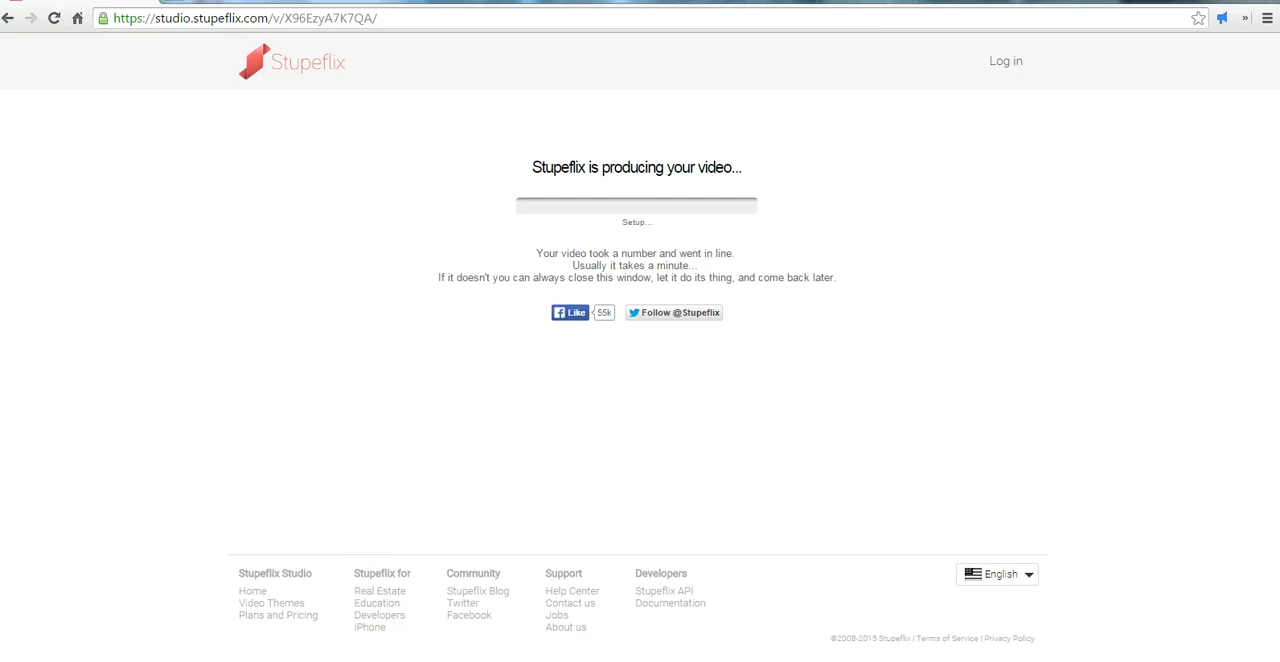 https://studio.stupeflix.com/v/X96EzyA7K7QA/
»
Stupeflix
Log in
Stupeflix is producing your video...
Setup...
Your video took a number and went in line.
Usually it takes a minute...
If it doesn't you can always close this window, let it do its thing, and come back later.
Like 55k Follow @Stupeflix
Stupeflix Studio
Home
Video Themes
Plans and Pricing
Stupeflix for
Real Estate
Education
Developers
iPhone
Community
Stupeflix Blog
Twitter
Facebook
Support
Help Center
Contact us
Jobs
About us
Developers
Stupeflix API
Documentation
English
©2008-2015 Stupeflix | Terms of Service | Privacy Policy